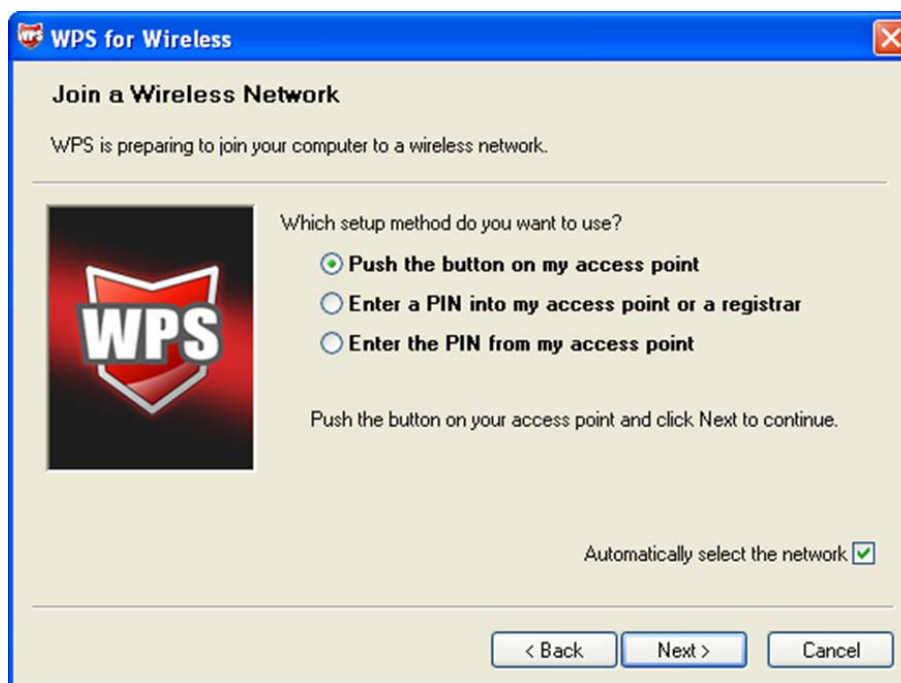 WPS for Wireless
Join a Wireless Network
WPS is preparing to join your computer to a wireless network.
WPS
Which setup method do you want to use?
Push the button on my access point
Enter a PIN into my access point or a registrar
Enter the PIN from my access point
Push the button on your access point and click Next to continue.
Automatically select the network
< Back Next > Cancel